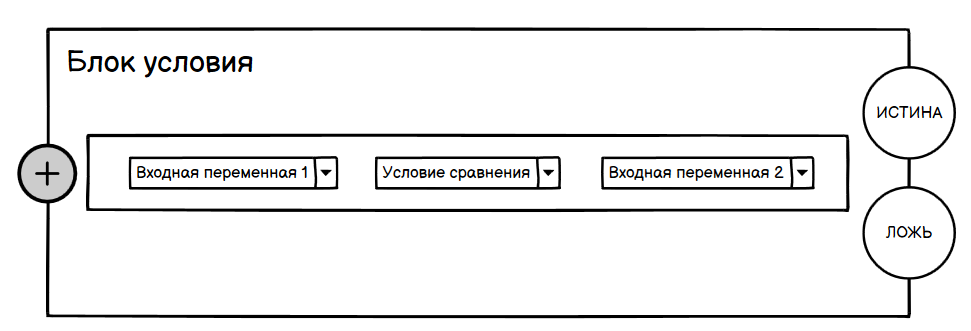 Блок условия
ИСТИНА
Входная переменная 1
Условие сравнения
Входная переменная 2
ЛОЖЬ